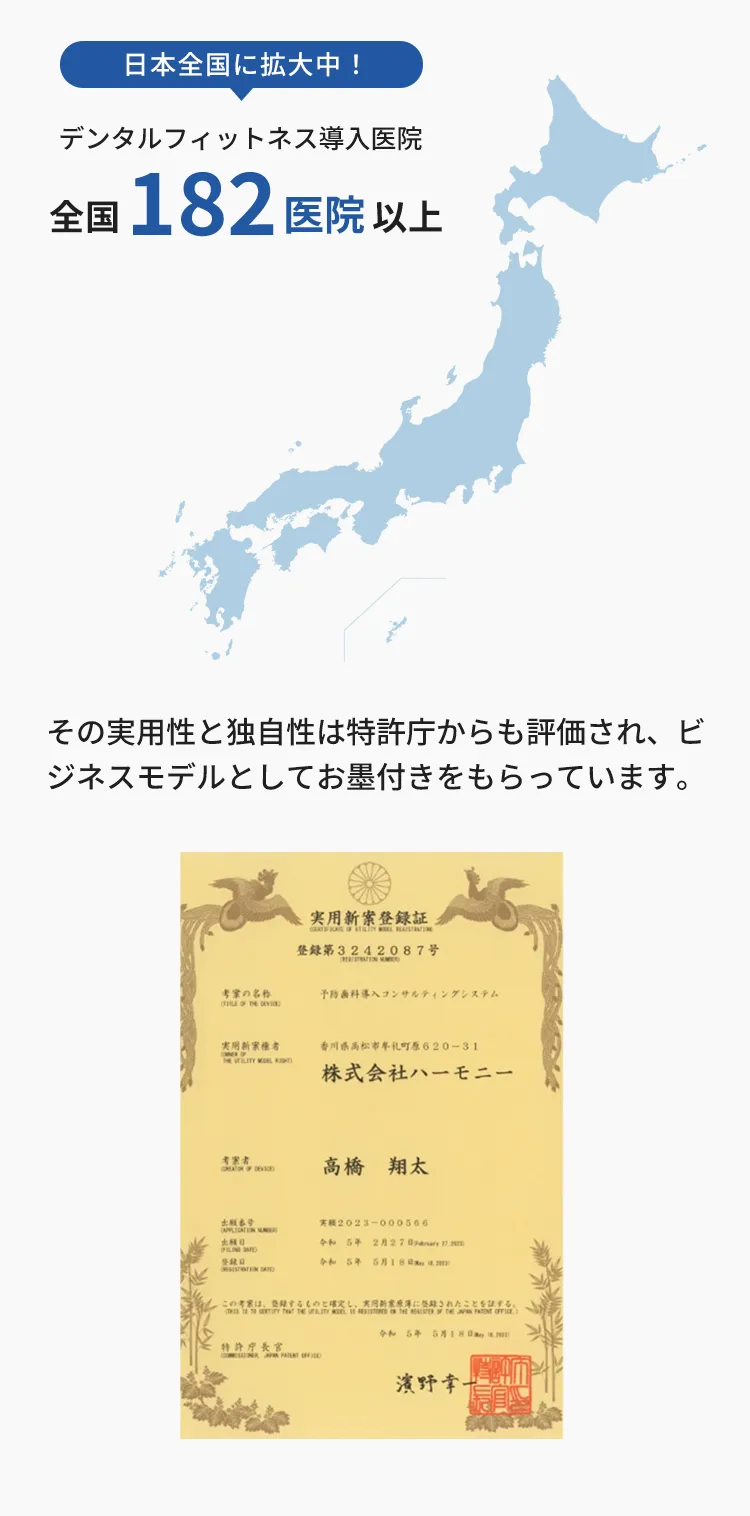 日本全国に拡大中！
デンタルフィットネス導入医院
全国182医院以上
その実用性と独自性は特許庁からも評価され、ビ
ジネスモデルとしてお墨付きをもらっています。
実用新案登録証
(CERTIFICATE OF UTILITY MODEL REGISTRATION)
登録第3242087号
(REGISTRATION NUMBER)
考案の名称
(TITLE OF THE DEVICE)
予防歯科導入コンサルティングシステム
実用新案権者
(OWNER OF
THE UTILITY MODEL RIGHT)
香川県高松市牟礼町原620-31
株式会社ハーモニー
考案者
(CREATOR OF DEVICE)
高橋 翔太
出願番号
(APPLICATION NUMBER)
実願2023-000566
出願日
(FILING DATE)
令和 5年 2月27日(February 27,2023)
登録日
(REGISTRATION DATE)
令和 5年 5月18日(May 18,2023)
この考案は、登録するものと確定し、実用新案原簿に登録されたことを証する。
(THIS IS TO CERTIFY THAT THE UTILITY MODEL IS REGISTERED ON THE REGISTER OF THE JAPAN PATENT OFFICE.)
令和 5年 5月18日(May 18,2023)
特許庁長官
(COMMISSIONER, JAPAN PATENT OFFICE)
濱野幸一